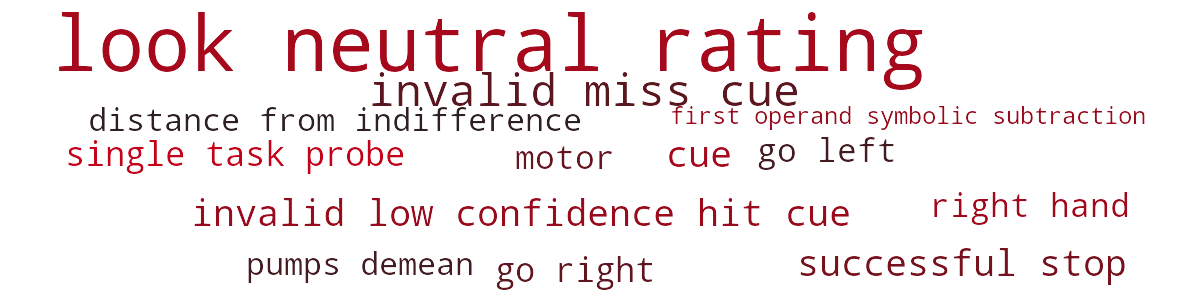 look neutral rating
invalid miss cue
distance from indifference
first operand symbolic subtraction
single task probe
motor
cue
go left
invalid low confidence hit cue
right hand
pumps demean
go right
successful stop